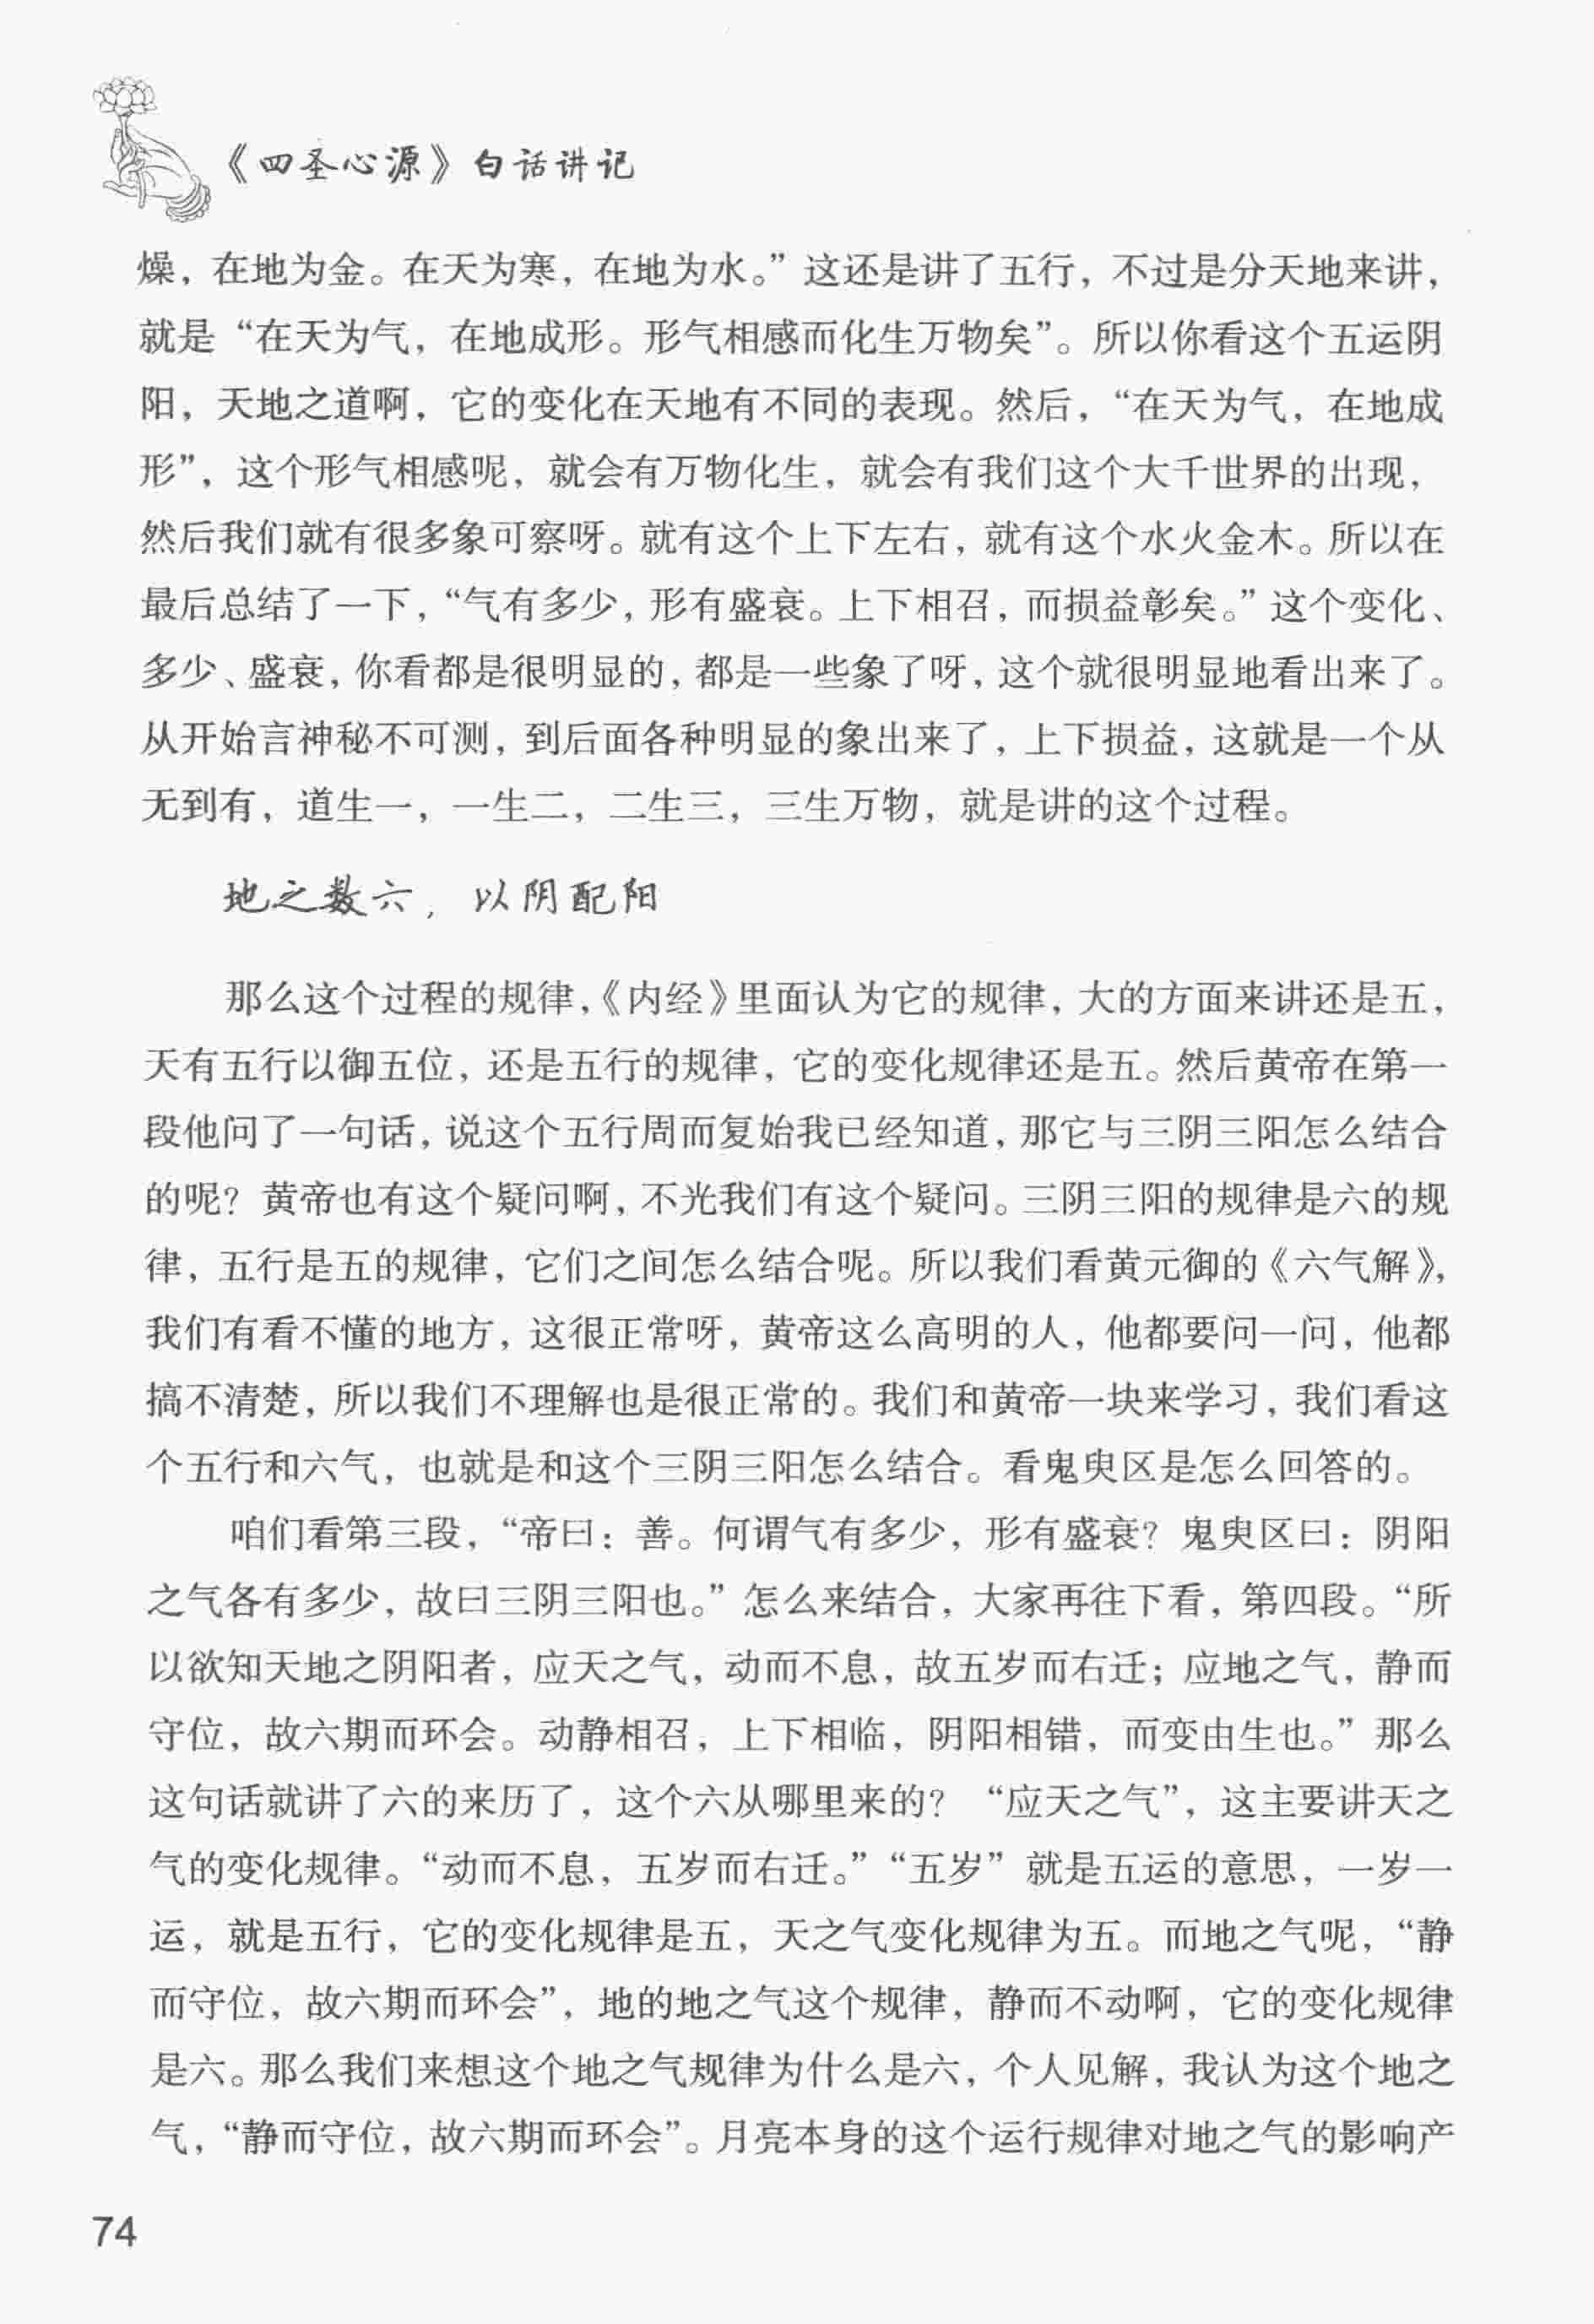 《四圣心源》白话讲记
燥，在地为金。在天为寒，在地为水。”这还是讲了五行，不过是分天地来讲，
就是“在天为气，在地成形。形气相感而化生万物矣”。所以你看这个五运阴
阳，天地之道啊，它的变化在天地有不同的表现。然后，“在天为气，在地成
形”，这个形气相感呢，就会有万物化生，就会有我们这个大千世界的出现，
然后我们就有很多象可察呀。就有这个上下左右，就有这个水火金木。所以在
最后总结了一下，“气有多少，形有盛衰。上下相召，而损益彰矣。”这个变化、
多少、盛衰，你看都是很明显的，都是一些象了呀，这个就很明显地看出来了。
从开始言神秘不可测，到后面各种明显的象出来了，上下损益，这就是一个从
无到有，道生一，一生二，二生三，三生万物，就是讲的这个过程。
地之数六，以阴配阳
那么这个过程的规律，《内经》里面认为它的规律，大的方面来讲还是五，
天有五行以御五位，还是五行的规律，它的变化规律还是五。然后黄帝在第一
段他问了一句话，说这个五行周而复始我已经知道，那它与三阴三阳怎么结合
的呢？黄帝也有这个疑问啊，不光我们有这个疑问。三阴三阳的规律是六的规
律，五行是五的规律，它们之间怎么结合呢。所以我们看黄元御的《六气解》，
我们有看不懂的地方，这很正常呀，黄帝这么高明的人，他都要问一问，他都
搞不清楚，所以我们不理解也是很正常的。我们和黄帝一块来学习，我们看这
个五行和六气，也就是和这个三阴三阳怎么结合。看鬼臾区是怎么回答的。
咱们看第三段，“帝曰：善。何谓气有多少，形有盛衰？鬼臾区曰：阴阳
之气各有多少，故曰三阴三阳也。”怎么来结合，大家再往下看，第四段。“所
以欲知天地之阴阳者，应天之气，动而不息，故五岁而右迁；应地之气，静而
守位，故六期而环会。动静相召，上下相临，阴阳相错，而变由生也。”那么
这句话就讲了六的来历了，这个六从哪里来的？“应天之气”，这主要讲天之
气的变化规律。“动而不息，五岁而右迁。”“五岁”就是五运的意思，一岁一
运，就是五行，它的变化规律是五，天之气变化规律为五。而地之气呢，“静
而守位，故六期而环会”，地的地之气这个规律，静而不动啊，它的变化规律
是六。那么我们来想这个地之气规律为什么是六，个人见解，我认为这个地之
气，“静而守位，故六期而环会”。月亮本身的这个运行规律对地之气的影响产
74